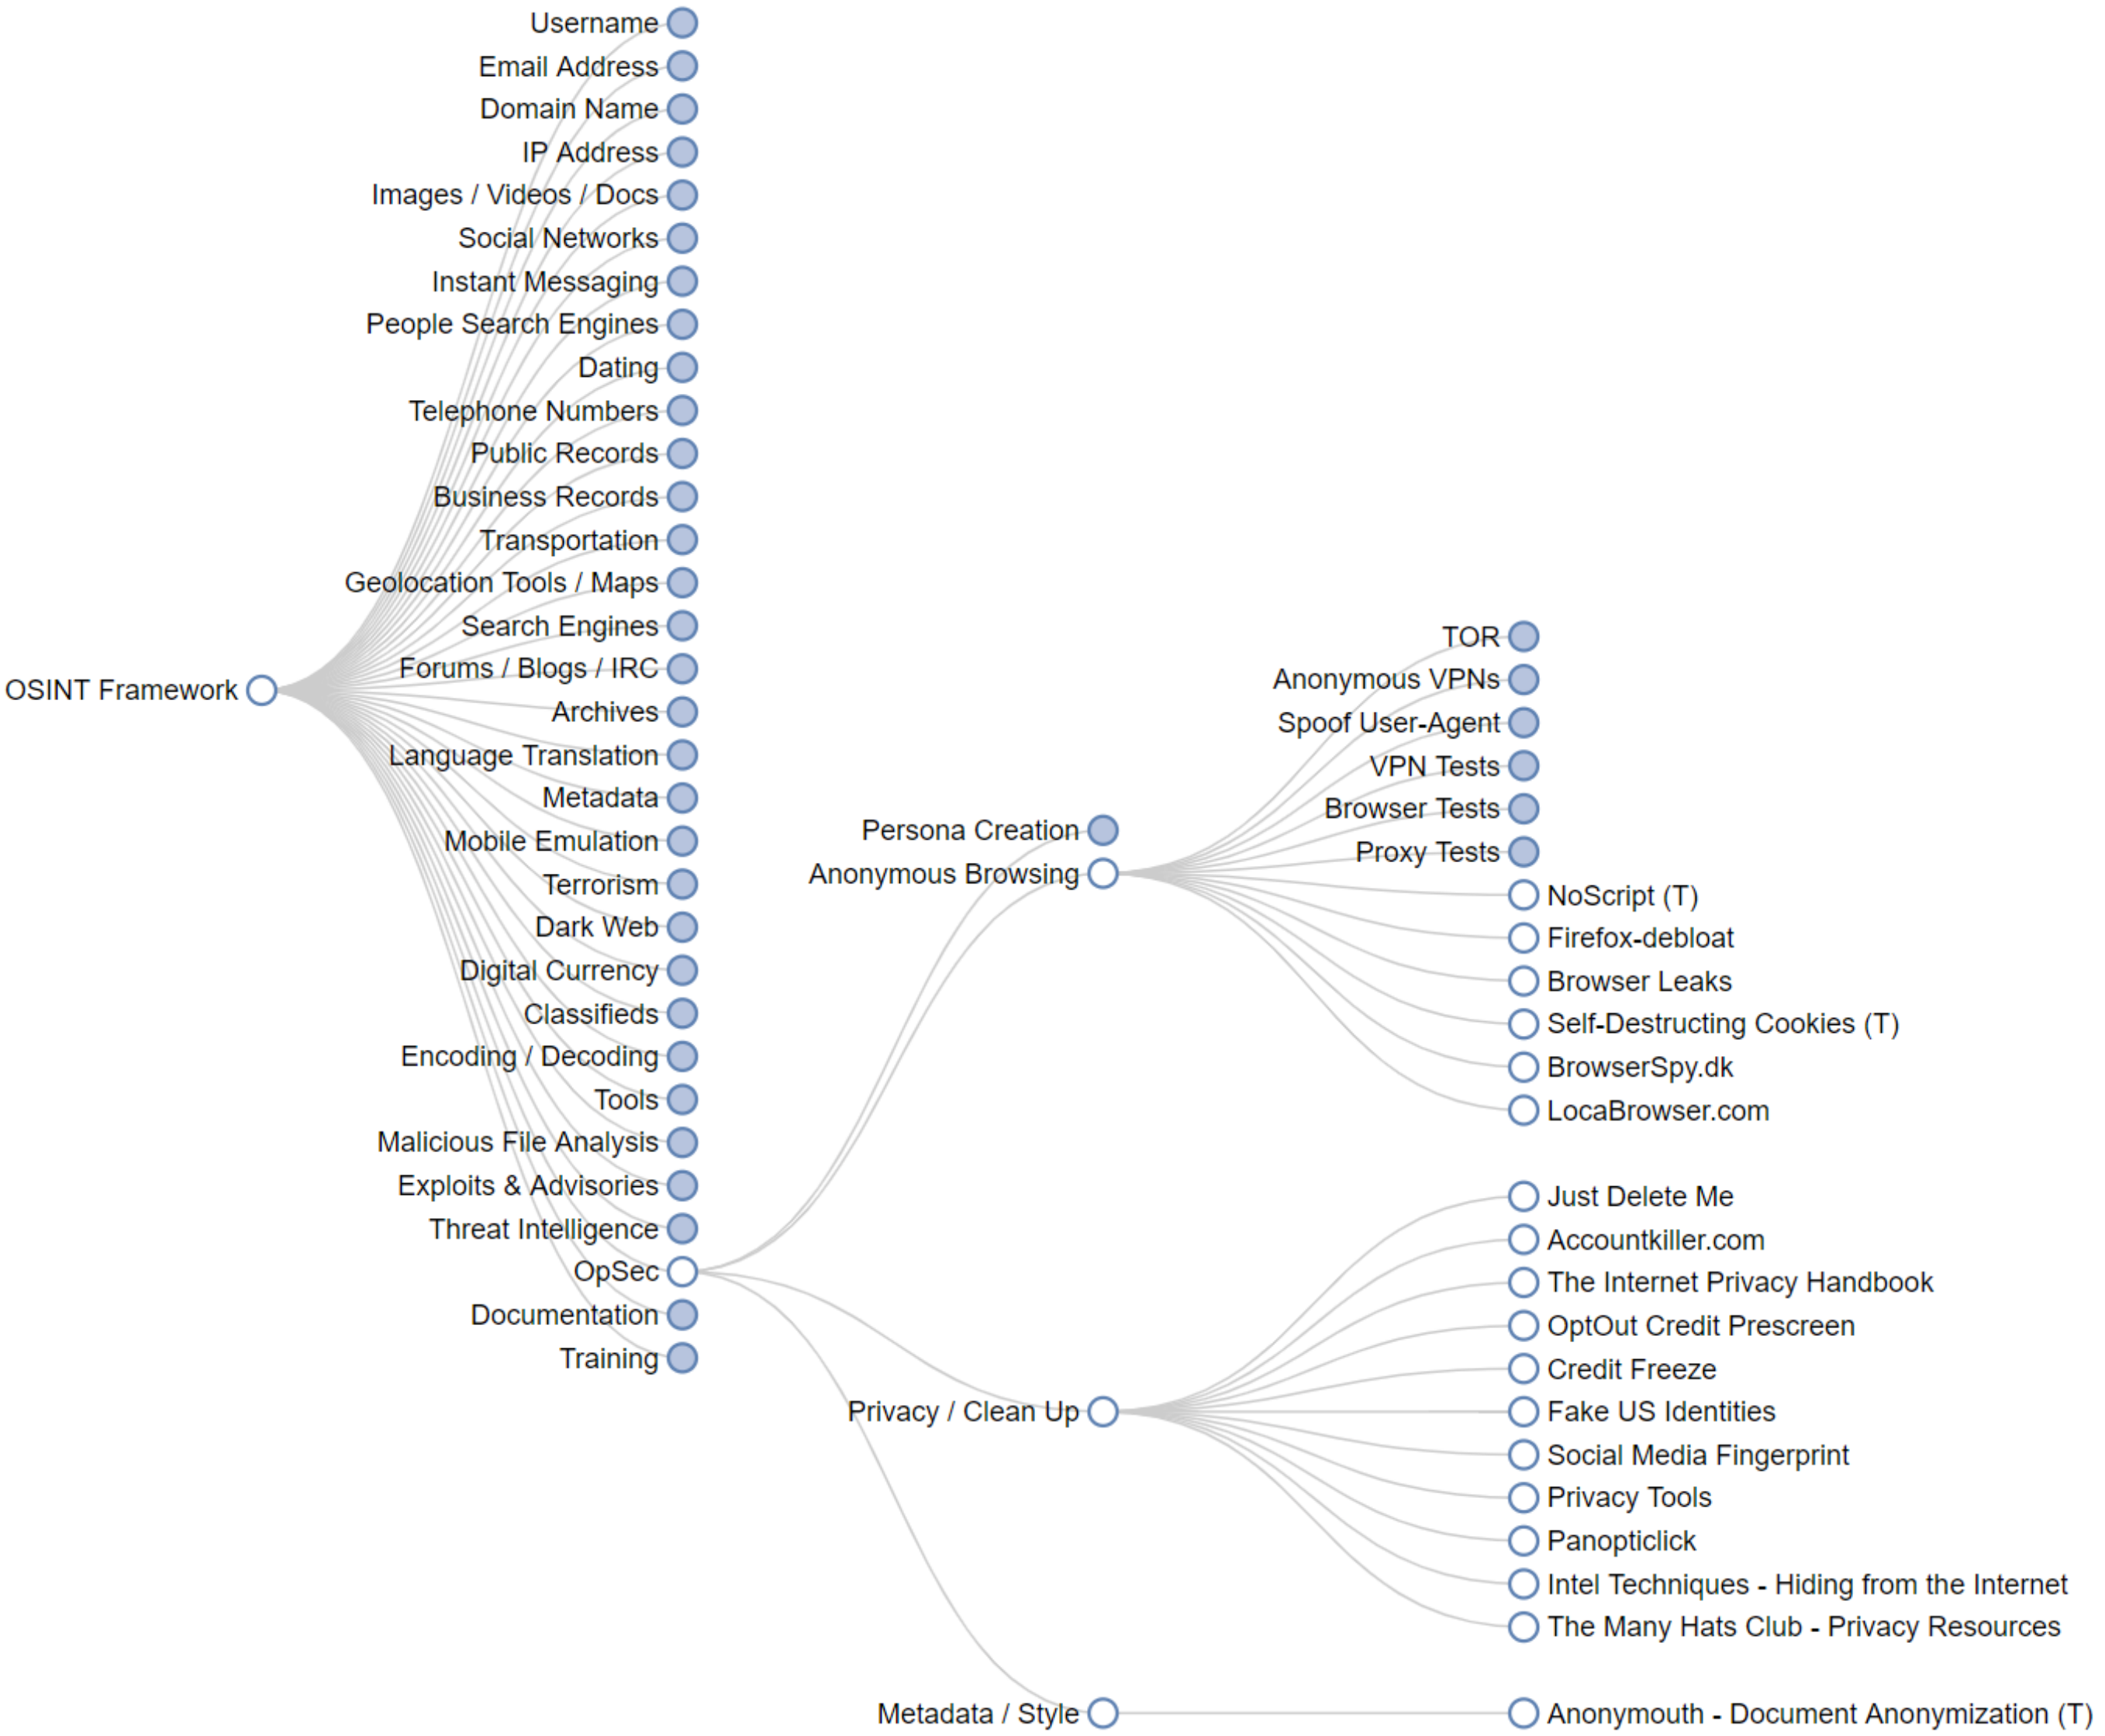 OSINT Framework
Username
Email Address
Domain Name
IP Address
Images / Videos / Docs
Social Networks
Instant Messaging
People Search Engines
Dating
Telephone Numbers
Public Records
Business Records
Transportation
Geolocation Tools / Maps
Search Engines
Forums / Blogs / IRC
Archives
Language Translation
Metadata
Mobile Emulation
Terrorism
Dark Web
Digital Currency
Classifieds
Encoding / Decoding
Tools
Malicious File Analysis
Exploits & Advisories
Threat Intelligence
OpSec
Documentation
Training
Persona Creation
Anonymous Browsing
Privacy / Clean Up
Metadata / Style
TOR
Anonymous VPNs
Spoof User-Agent
VPN Tests
Browser Tests
Proxy Tests
NoScript (T)
Firefox-debloat
Browser Leaks
Self-Destructing Cookies (T)
BrowserSpy.dk
LocaBrowser.com
Just Delete Me
Accountkiller.com
The Internet Privacy Handbook
OptOut Credit Prescreen
Credit Freeze
Fake US Identities
Social Media Fingerprint
Privacy Tools
Panopticlick
Intel Techniques - Hiding from the Internet
The Many Hats Club - Privacy Resources
Anonymouth - Document Anonymization (T)